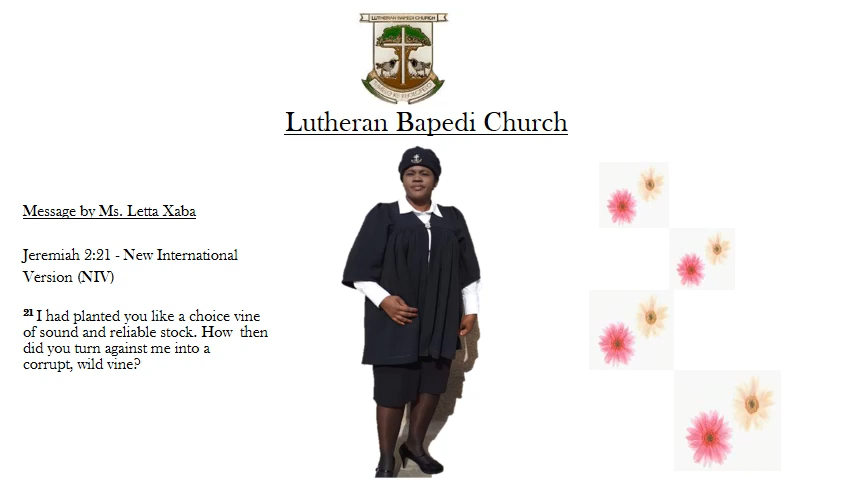 LUTHERAN BAPEDI CHURCH
Lutheran Bapedi Church
Message by Ms. Letta Xaba
Jeremiah 2:21 - New International
Version (NIV)
21 I had planted you like a choice vine
of sound and reliable stock. How then
did you turn against me into a
corrupt, wild vine?